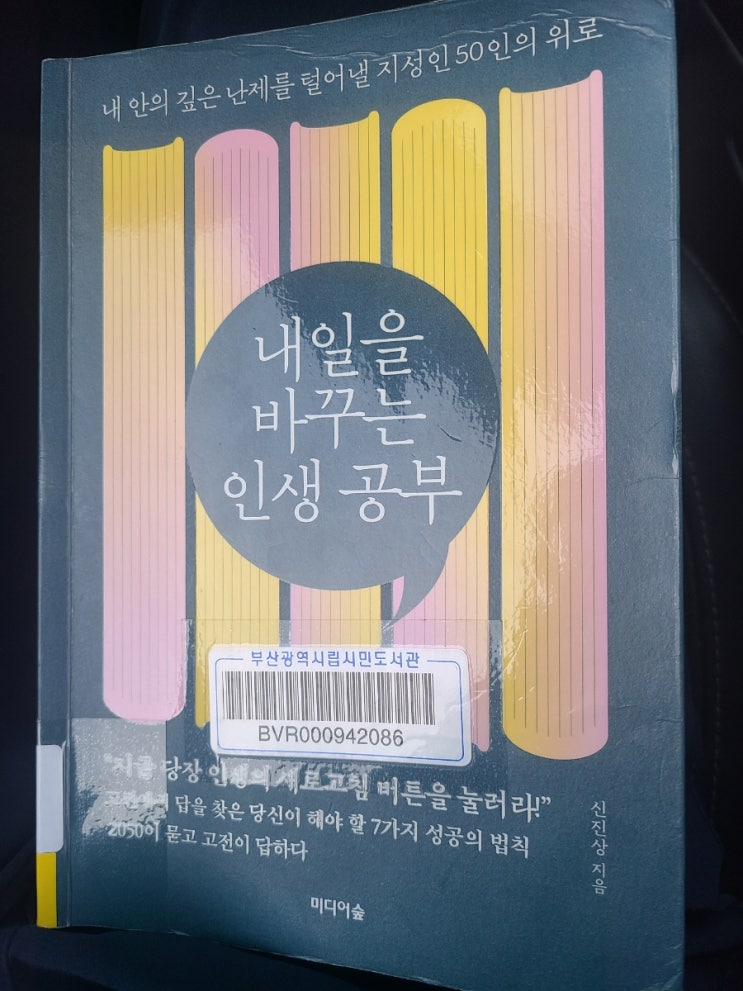 내 안의 깊은 난제를 털어낼 지성인 50인의 위로
내일을
바꾸는
인생 공부
부산광역시립시민도서관
BVR000942086
"지금 당장 인생의 새로고침 버튼을 눌러라!"
답을 찾은 당신이 해야 할 7가지 성공의 법칙
2050이 묻고 고전이 답하다
신진상 지음
미디어숲